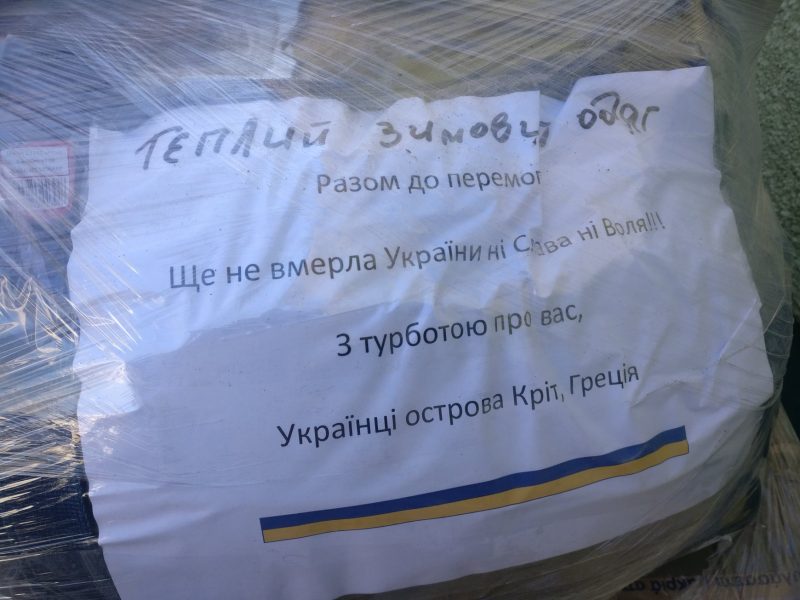 ТЕПЛИЙ ЗИМОВИЙ ОДЯГ
Разом до перемог
Ще не вмерла України ні Слава ні Воля!!!
З турботою про вас,
Українці острова Кріт, Греція